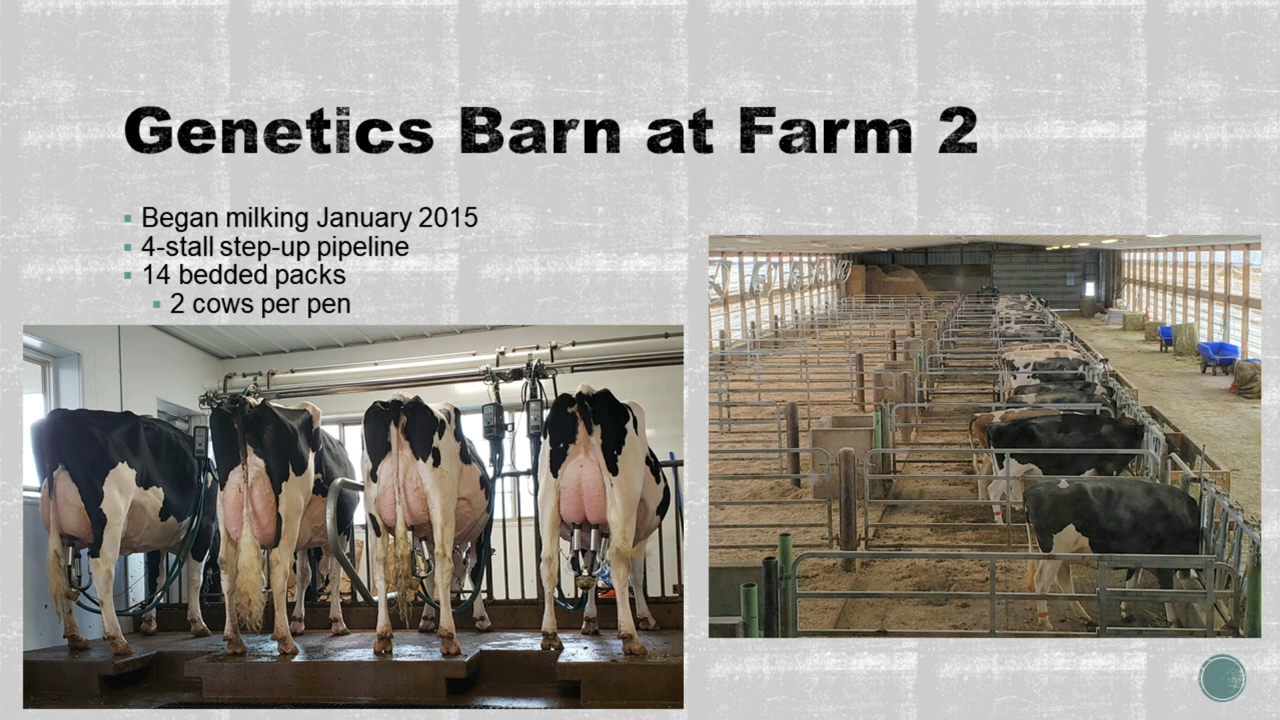 Genetics Barn at Farm 2
Began milking January 2015
4-stall step-up pipeline
14 bedded packs
2 cows per pen